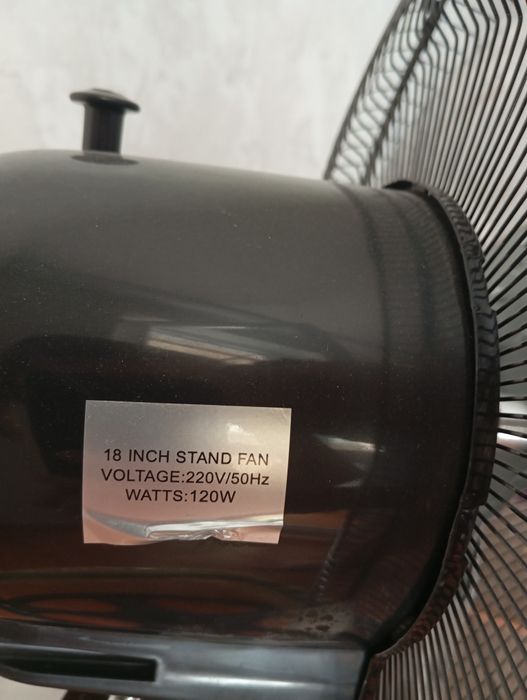 18 INCH STAND FAN
VOLTAGE:220V/50Hz
WATTS:120W